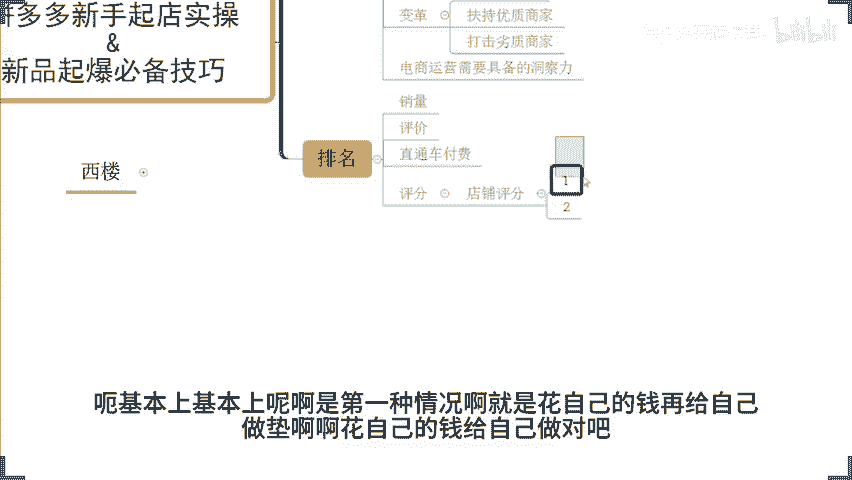 拼多多新手起店实操
&
新品起爆必备技巧
西楼
变革
扶持优质商家
打击劣质商家
电商运营需要具备的洞察力
排名
销量
评价
直通车付费
评分
店铺评分
1
2
bilibili
呃基本上基本上呢啊是第一种情况啊就是花自己的钱再给自己
做垫啊啊花自己的钱给自己做对吧